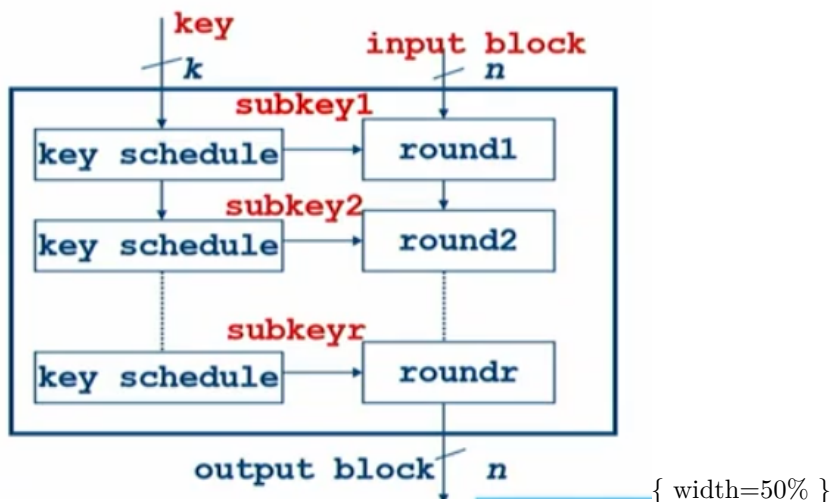 key
input block
k
n
subkey1
key schedule
round1
subkey2
key schedule
round2
subkeyr
key schedule
roundr
output block
n
{ width=50% }